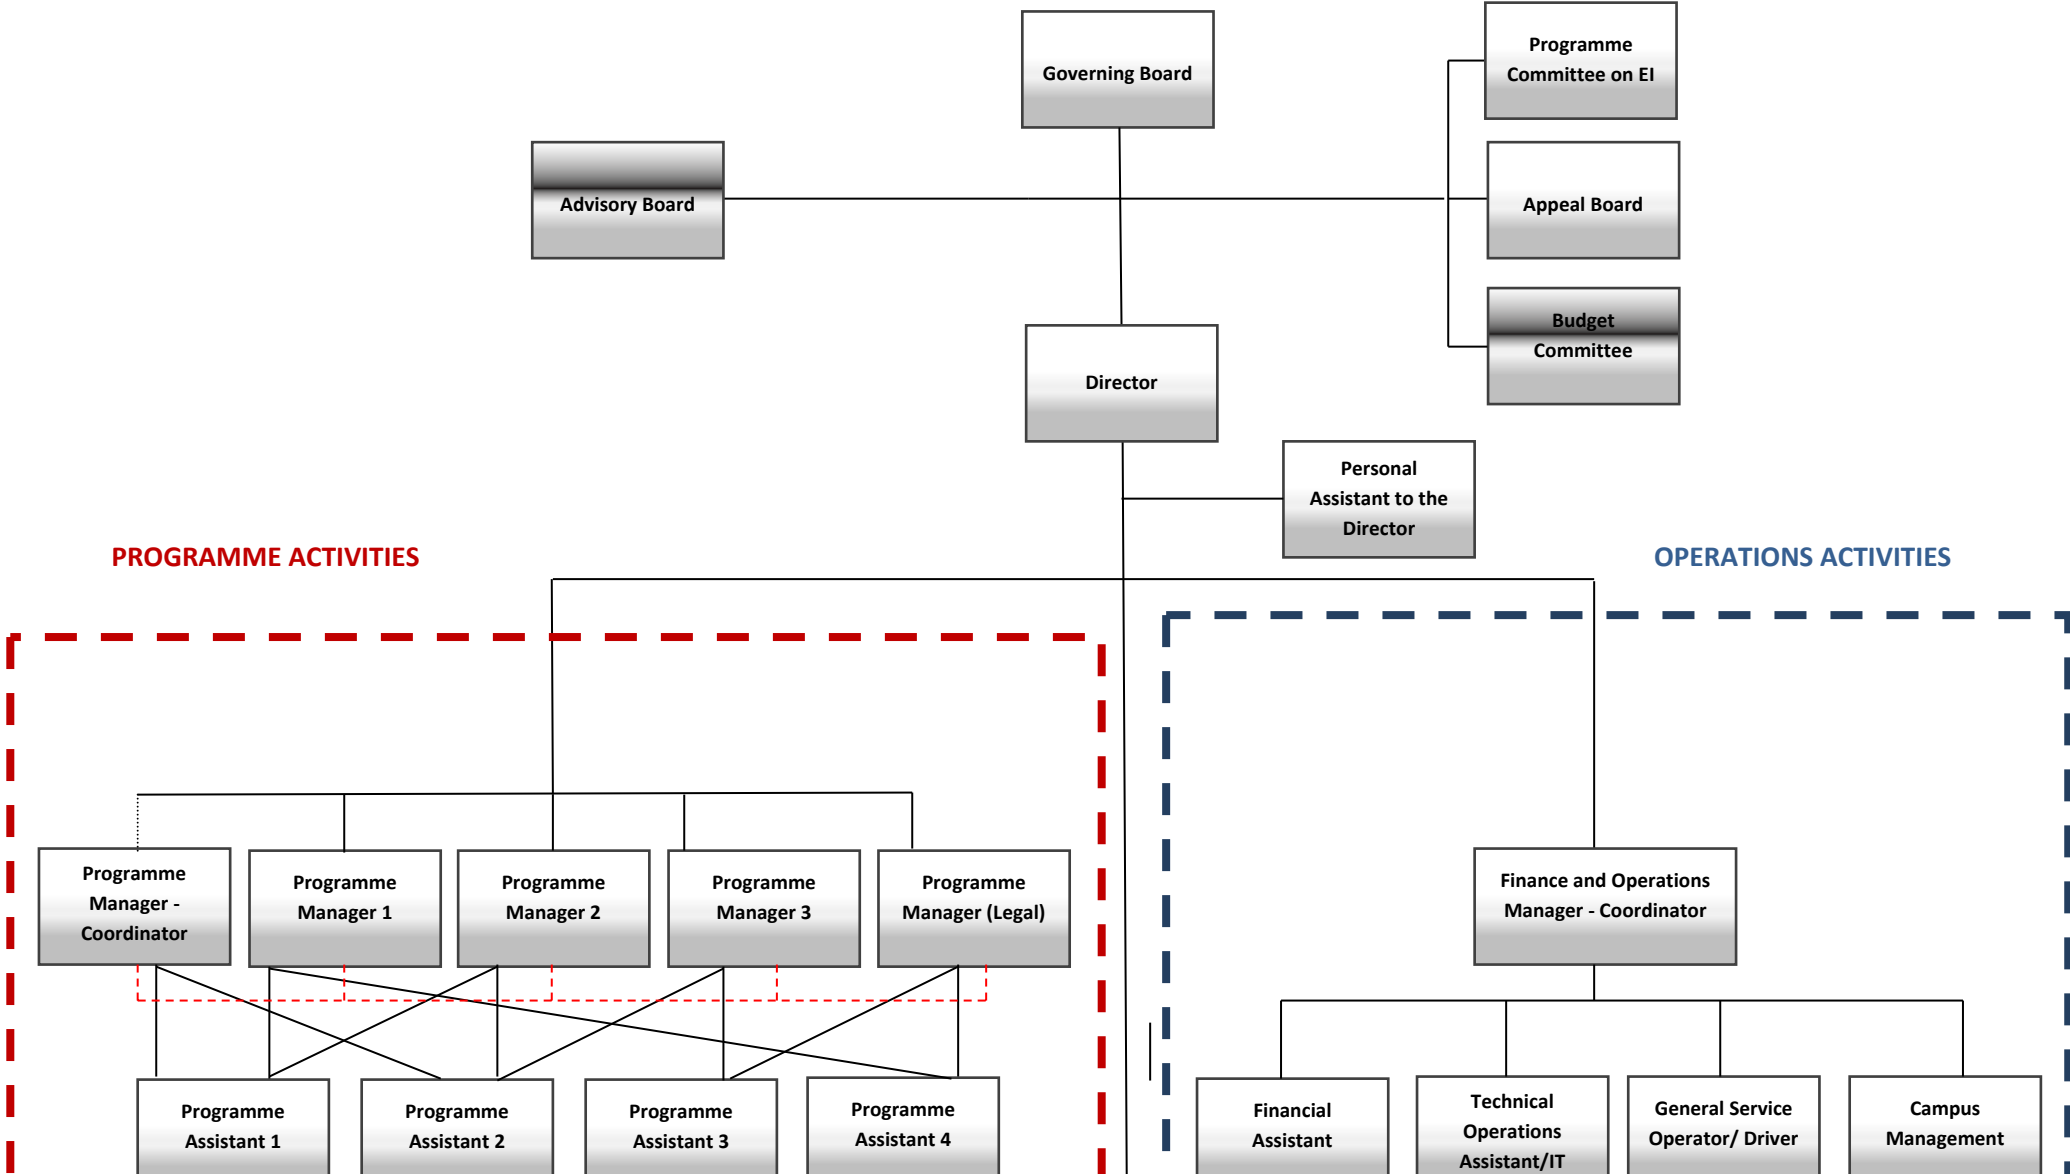 Governing Board
Programme
Committee on EI
Advisory Board
Appeal Board
Budget
Committee
Director
Personal
Assistant to the
Director
PROGRAMME ACTIVITIES
OPERATIONS ACTIVITIES
Programme
Manager -
Coordinator
Programme
Manager 1
Programme
Manager 2
Programme
Manager 3
Programme
Manager (Legal)
Finance and Operations
Manager - Coordinator
Programme
Assistant 1
Programme
Assistant 2
Programme
Assistant 3
Programme
Assistant 4
Financial
Assistant
Technical
Operations
Assistant/IT
General Service
Operator/ Driver
Campus
Management